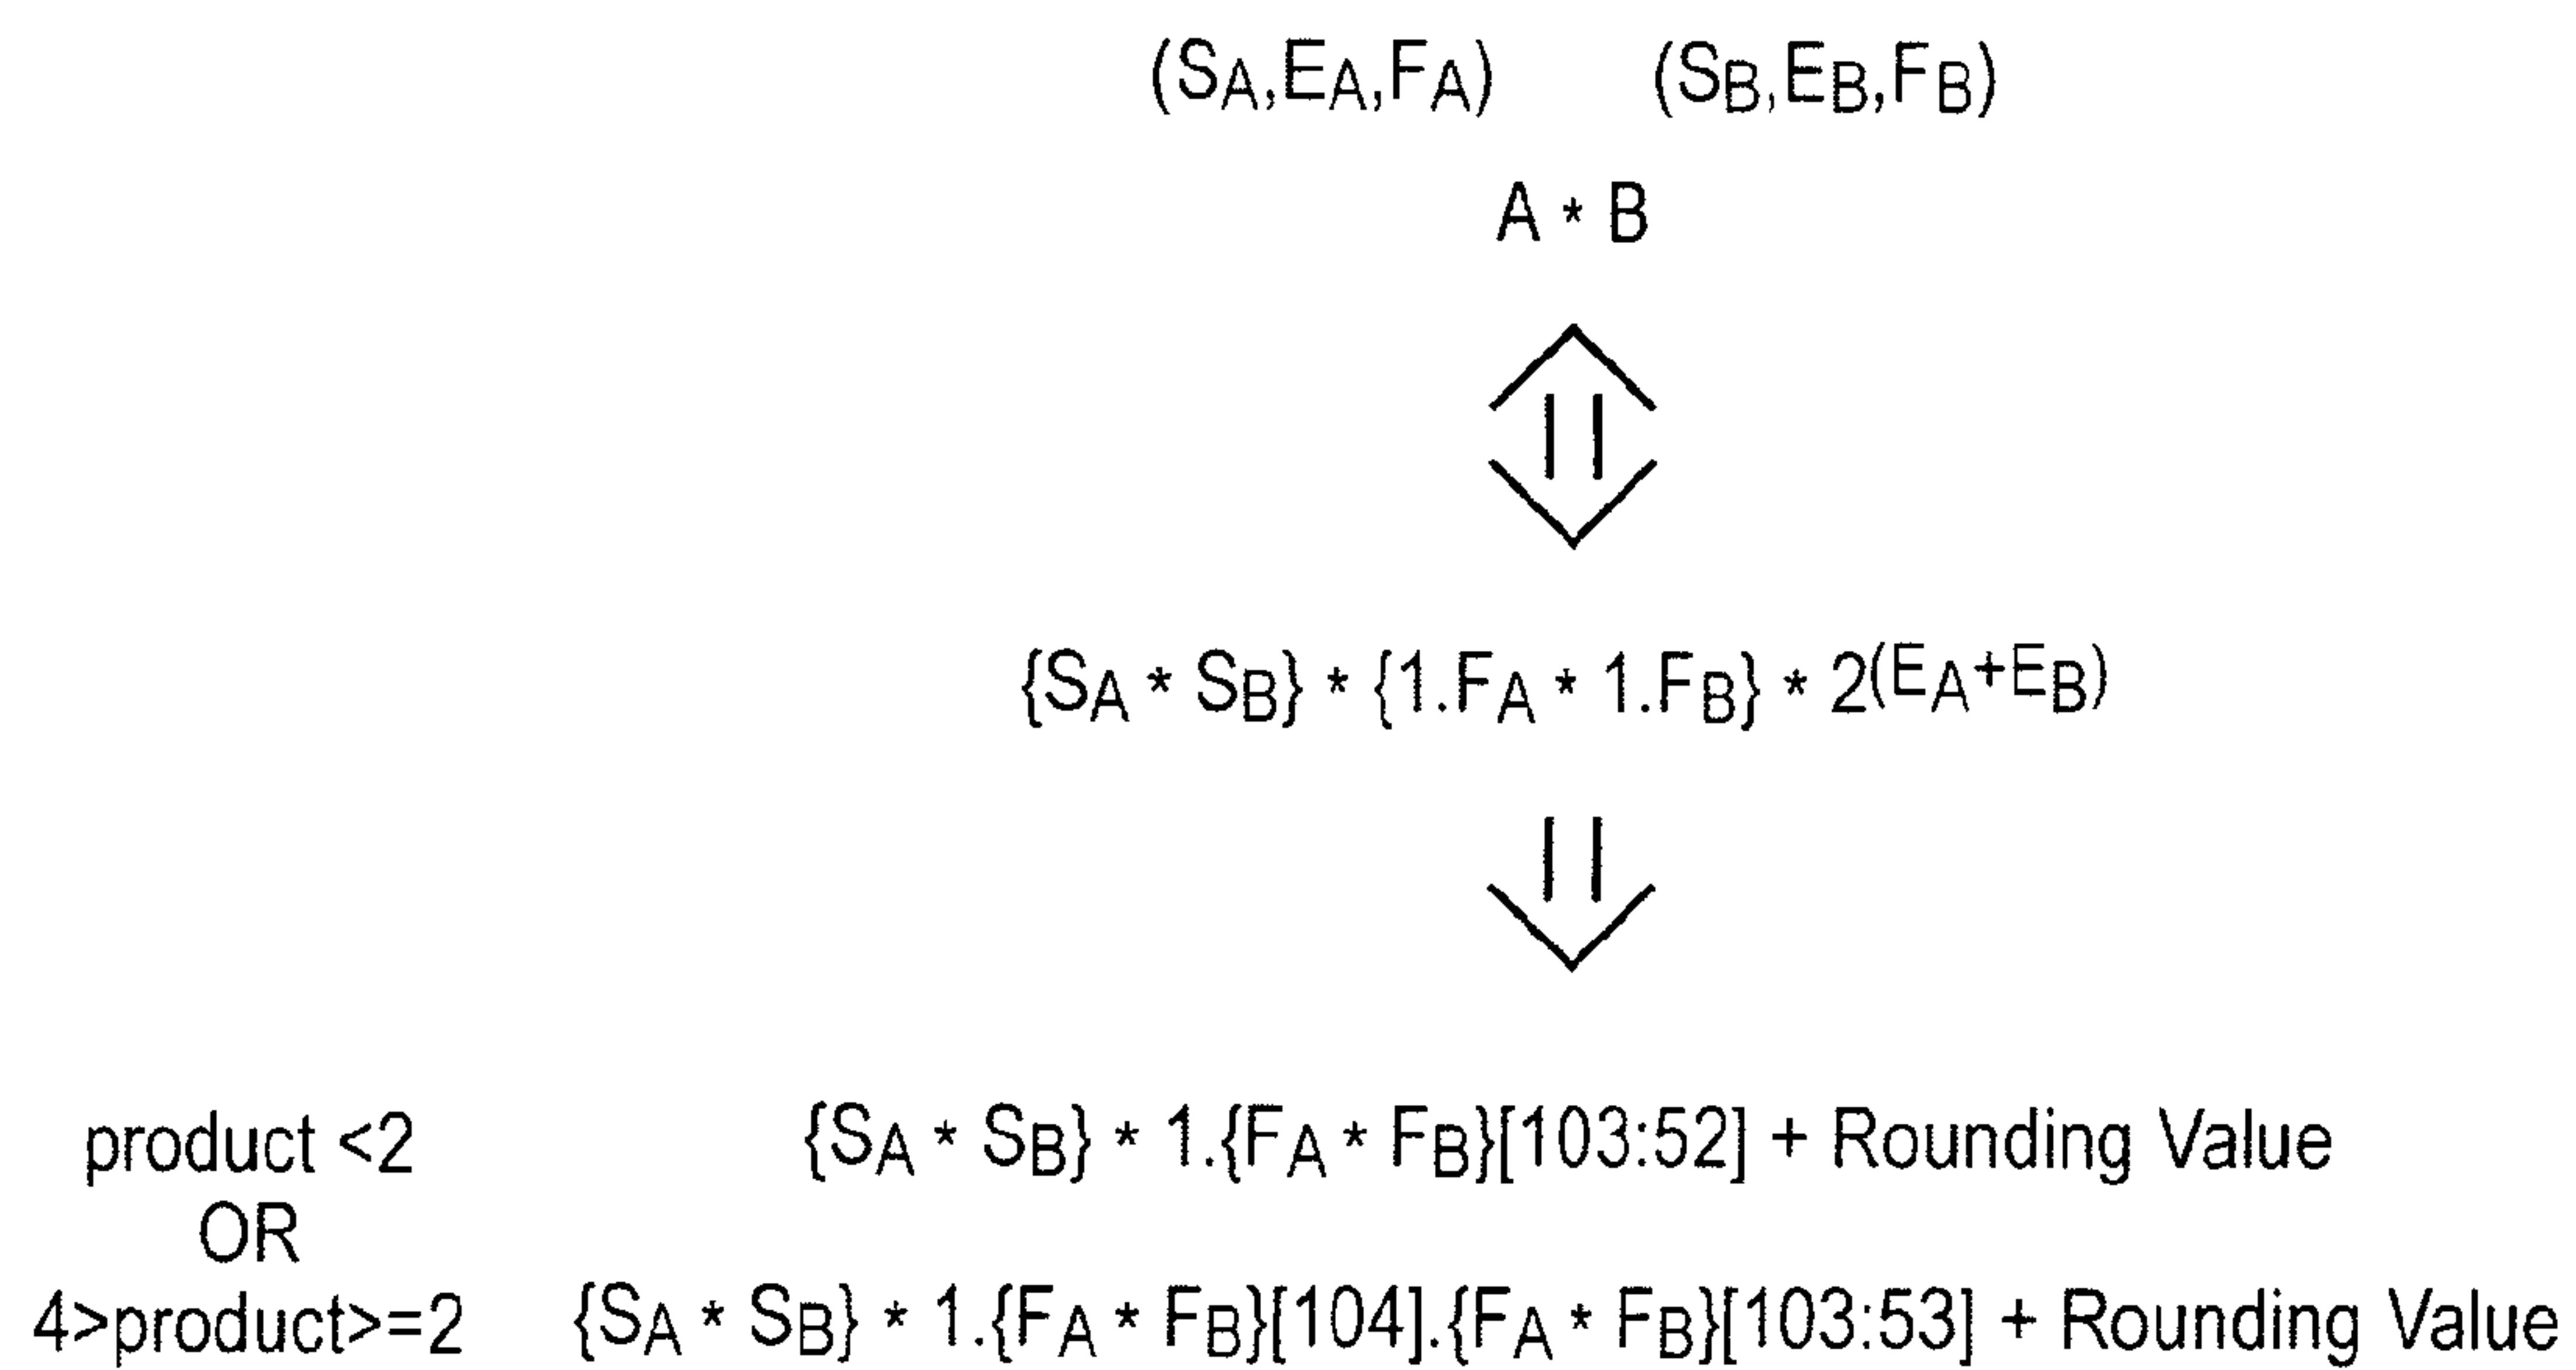 (SA,EA,FA) (SB,EB,FB)
A * B
{SA * SB} * {1.FA * 1.FB} * 2(EA+EB)
product <2 {SA * SB} * 1.{FA * FB}[103:52] + Rounding Value
OR
4>product>=2 {SA * SB} * 1.{FA * FB}[104].{FA * FB}[103:53] + Rounding Value